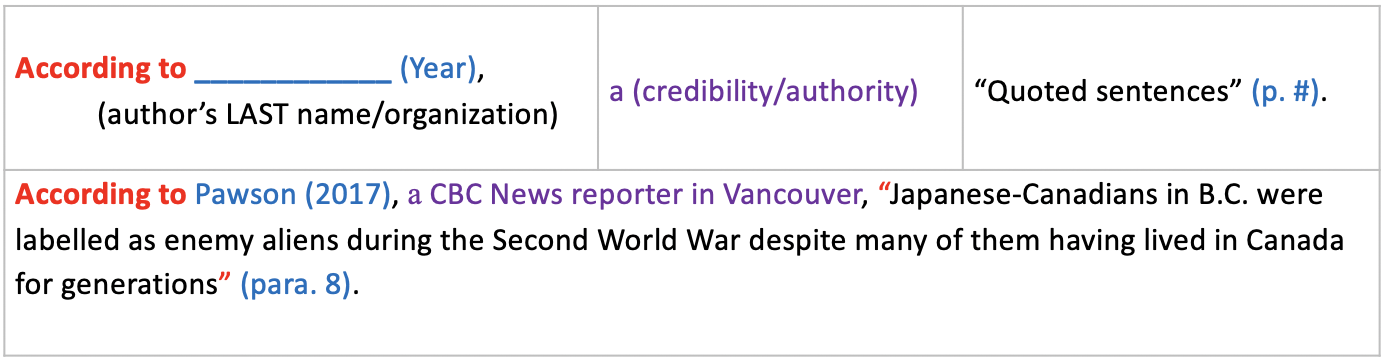 According to ____________ (Year),
(author’s LAST name/organization)
a (credibility/authority)
“Quoted sentences” (p. #).
According to Pawson (2017), a CBC News reporter in Vancouver, “Japanese-Canadians in B.C. were
labelled as enemy aliens during the Second World War despite many of them having lived in Canada
for generations” (para. 8).